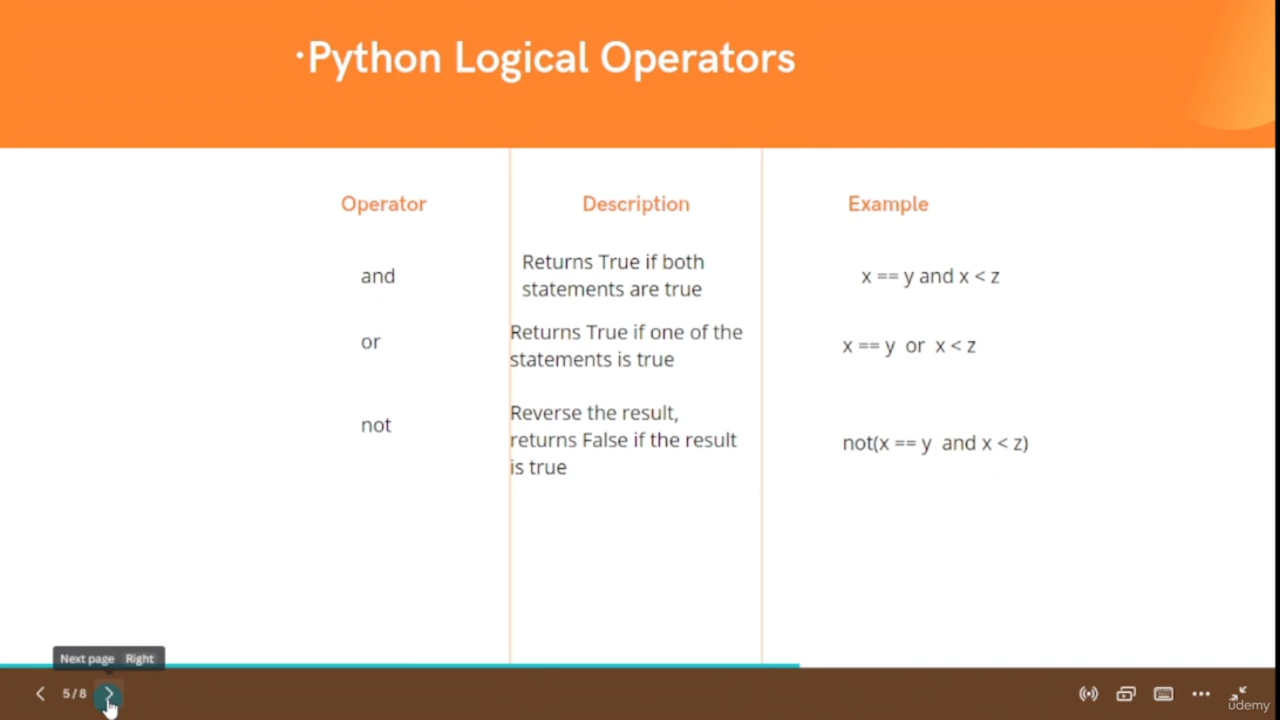 ·Python Logical Operators
Operator
Description
Example
and
Returns True if both
statements are true
x == y and x < z
or
Returns True if one of the
statements is true
x == y or x < z
not
Reverse the result,
returns False if the result
is true
not(x == y and x < z)
Next page Right
5 / 8
udemy